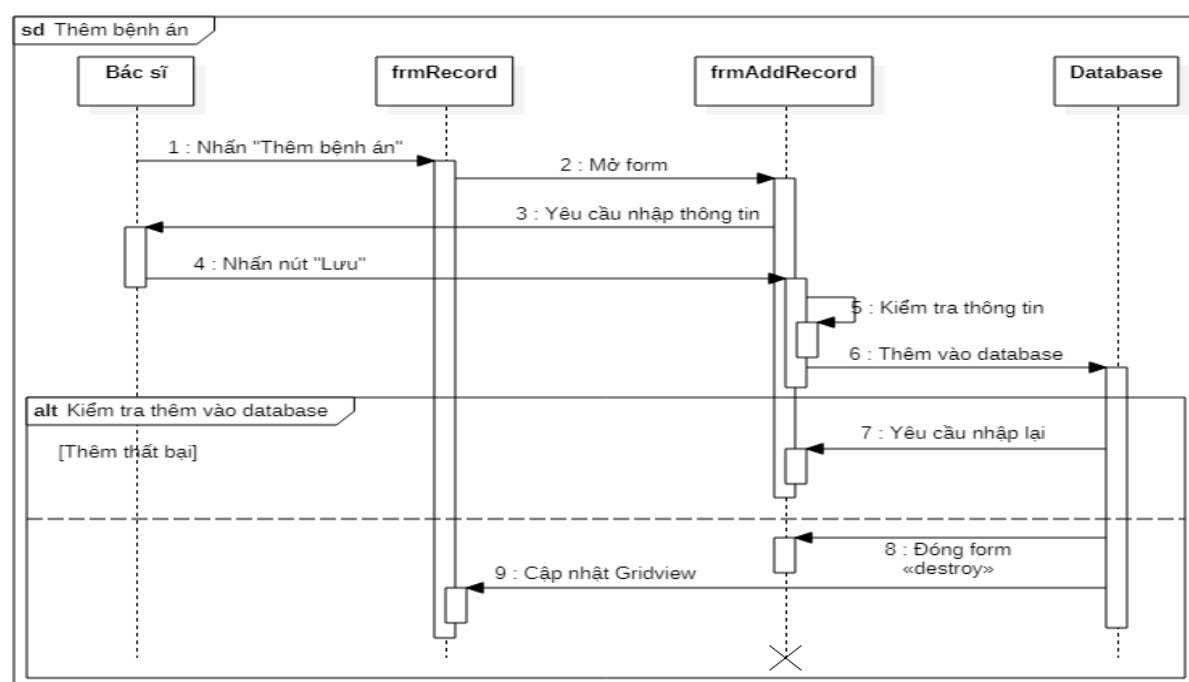 sd Thêm bệnh án
Bác sĩ
frmRecord
frmAddRecord
Database
1 : Nhấn "Thêm bệnh án"
2 : Mở form
3 : Yêu cầu nhập thông tin
4 : Nhấn nút "Lưu"
5 : Kiểm tra thông tin
6 : Thêm vào database
alt Kiểm tra thêm vào database
[Thêm thất bại]
7 : Yêu cầu nhập lại
8 : Đóng form
«destroy»
9 : Cập nhật Gridview